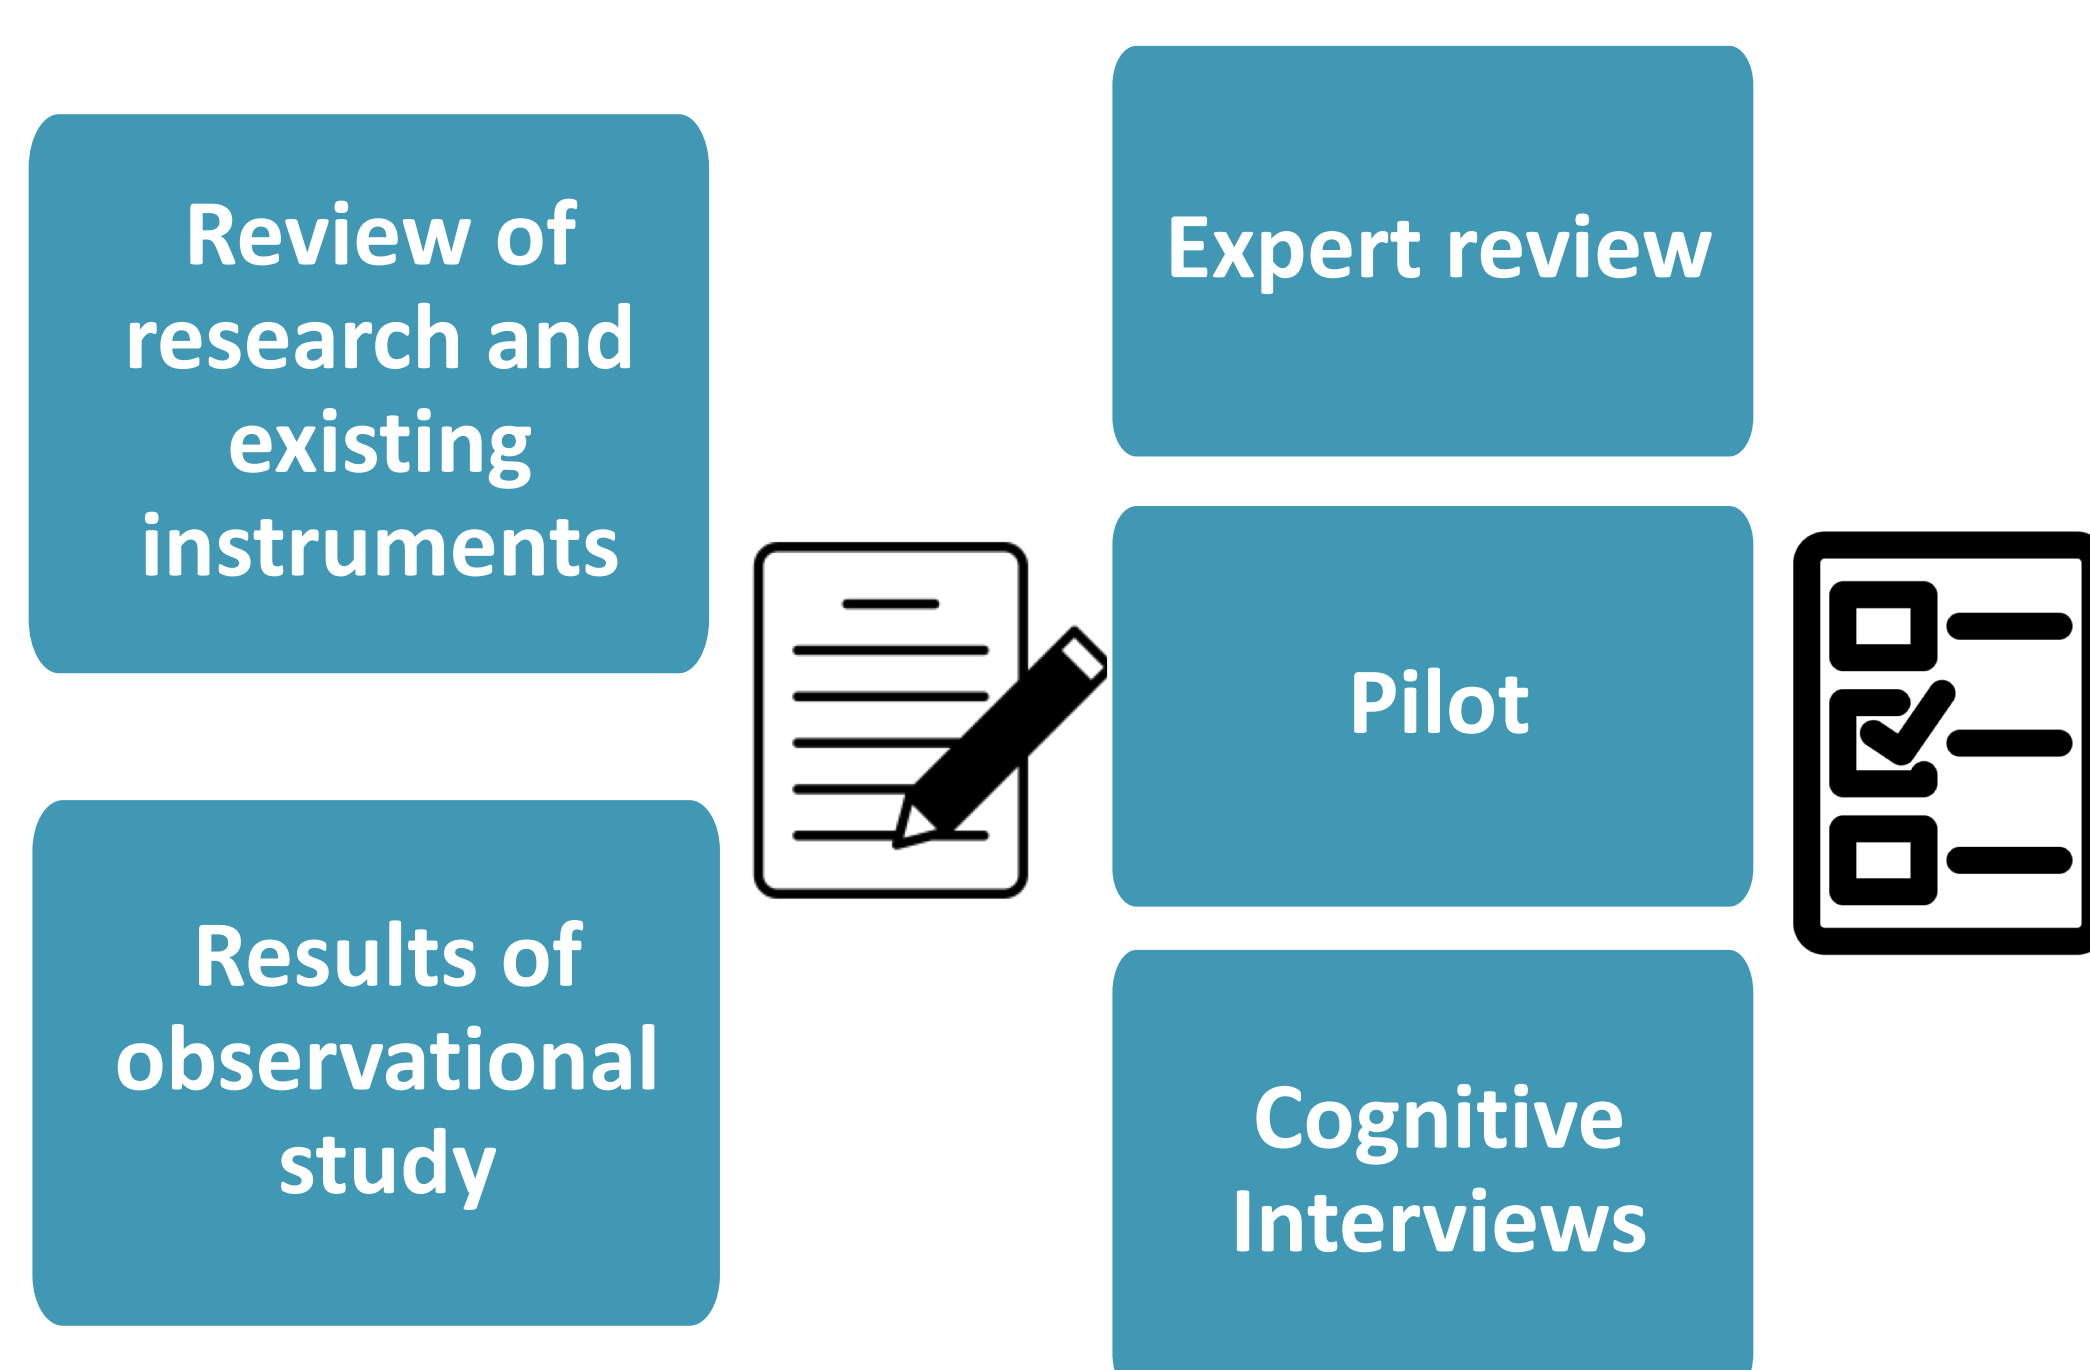 Review of
research and
existing
instruments
Results of
observational
study
Expert review
Pilot
Cognitive
Interviews